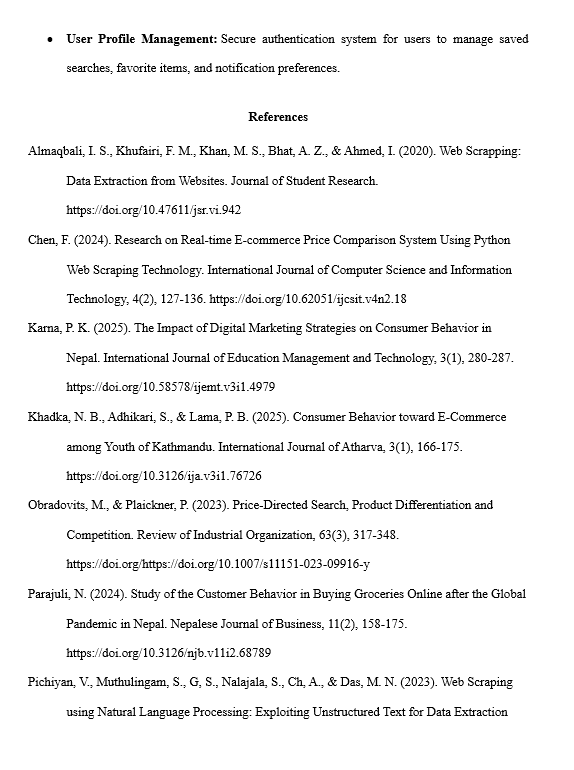 • User Profile Management: Secure authentication system for users to manage saved
searches, favorite items, and notification preferences.
References
Almaqbali, I. S., Khufairi, F. M., Khan, M. S., Bhat, A. Z., & Ahmed, I. (2020). Web Scrapping:
Data Extraction from Websites. Journal of Student Research.
https://doi.org/10.47611/jsr.vi.942
Chen, F. (2024). Research on Real-time E-commerce Price Comparison System Using Python
Web Scraping Technology. International Journal of Computer Science and Information
Technology, 4(2), 127-136. https://doi.org/10.62051/ijcsit.v4n2.18
Karna, P. K. (2025). The Impact of Digital Marketing Strategies on Consumer Behavior in
Nepal. International Journal of Education Management and Technology, 3(1), 280-287.
https://doi.org/10.58578/ijemt.v3i1.4979
Khadka, N. B., Adhikari, S., & Lama, P. B. (2025). Consumer Behavior toward E-Commerce
among Youth of Kathmandu. International Journal of Atharva, 3(1), 166-175.
https://doi.org/10.3126/ija.v3i1.76726
Obradovits, M., & Plaickner, P. (2023). Price-Directed Search, Product Differentiation and
Competition. Review of Industrial Organization, 63(3), 317-348.
https://doi.org/https://doi.org/10.1007/s11151-023-09916-y
Parajuli, N. (2024). Study of the Customer Behavior in Buying Groceries Online after the Global
Pandemic in Nepal. Nepalese Journal of Business, 11(2), 158-175.
https://doi.org/10.3126/njb.v11i2.68789
Pichiyan, V., Muthulingam, S., G, S., Nalajala, S., Ch, A., & Das, M. N. (2023). Web Scraping
using Natural Language Processing: Exploiting Unstructured Text for Data Extraction